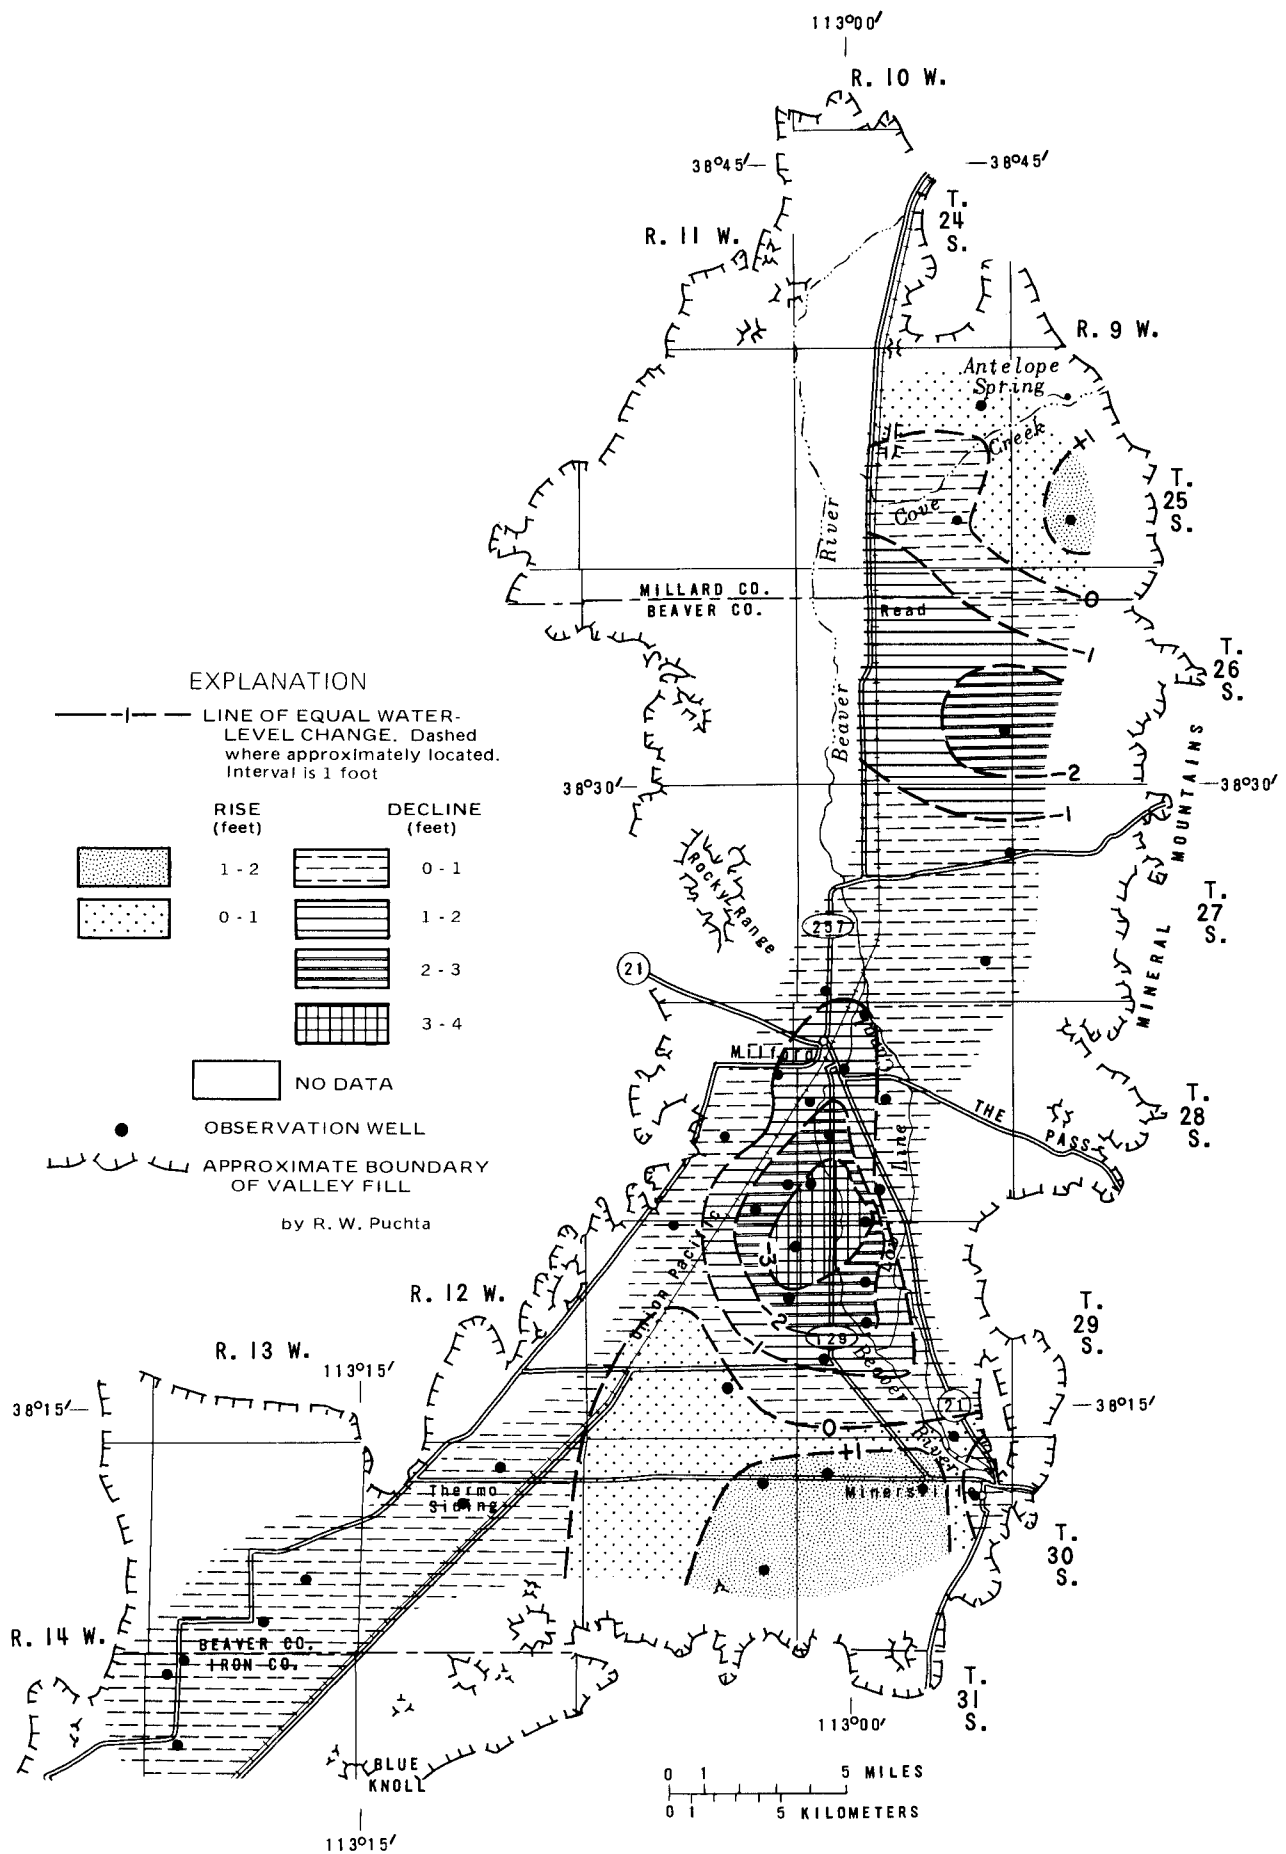 113°00′
R. 10 W.
38°45′
38°45′
T.
24
S.
R. 11 W.
R. 9 W.
Antelope
Spring
Creek
+1
Cove
T.
25
S.
River
MILLARD CO.
BEAVER CO.
0
Read
-1
T.
26
S.
Beaver
-2
38°30′
38°30′
-1
MINERAL MOUNTAINS
Rocky Range
T.
27
S.
257
21
Milford
THE PASS
T.
28
S.
Line
EXPLANATION
-1
LINE OF EQUAL WATER-
LEVEL CHANGE. Dashed
where approximately located.
Interval is 1 foot
RISE
(feet)
DECLINE
(feet)
1-2
0-1
0-1
1-2
2-3
3-4
NO DATA
OBSERVATION WELL
APPROXIMATE BOUNDARY
OF VALLEY FILL
by R. W. Puchta
Union Pacific
-3
-2
-1
129
R. 12 W.
T.
29
S.
R. 13 W.
113°15′
38°15′
38°15′
Beaver
River
21
0
+1
Thermo
Siding
Minersville
T.
30
S.
R. 14 W.
BEAVER CO.
IRON CO.
T.
31
S.
113°00′
BLUE
KNOLL
0 1 5 MILES
0 1 5 KILOMETERS
113°15′